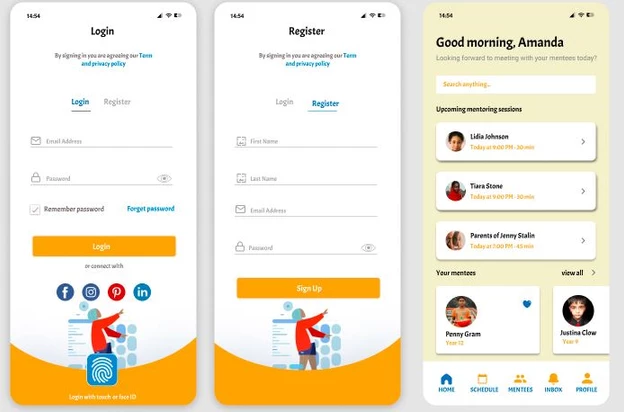 14:54
Login
By signing in you are agreeing our Term
and privacy policy
Login
Register
Email Address
Password
Remember password
Forget password
Login
or connect with
Login with touch or face ID
14:54
Register
By signing in you are agreeing our Term
and privacy policy
Login
Register
First Name
Last Name
Email Address
Password
Sign Up
14:54
Good morning, Amanda
Looking forward to meeting with your mentees today?
Search anything...
Upcoming mentoring sessions
Lidia Johnson
Today at 9:00 PM - 30 min
Tiara Stone
Today at 9:00 PM - 30 min
Parents of Jenny Stalin
Today at 7:00 PM - 45 min
Your mentees
view all
Penny Gram
Year 12
Justina Clow
Year 9
HOME
SCHEDULE
MENTEES
INBOX
PROFILE